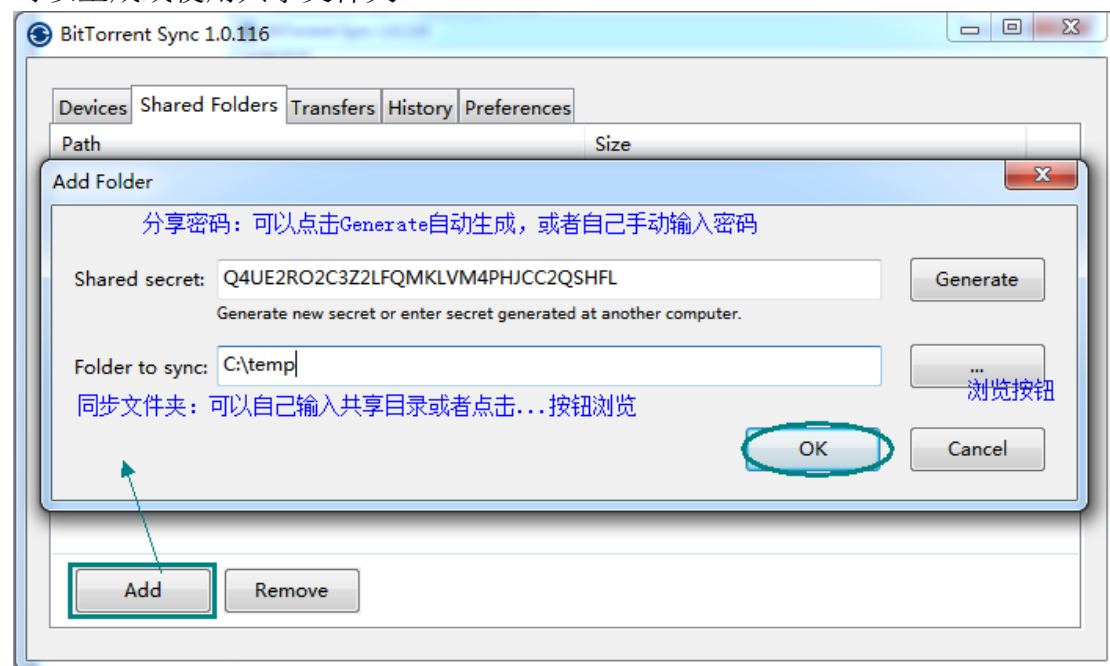 BitTorrent Sync 1.0.116
Devices Shared Folders Transfers History Preferences
Path Size
Add Folder
分享密码：可以点击Generate自动生成，或者自己手动输入密码
Shared secret: Q4UE2RO2C3Z2LFQMKLVM4PHJCC2QSHFL Generate
Generate new secret or enter secret generated at another computer.
Folder to sync: C:\temp ...
浏览按钮
同步文件夹：可以自己输入共享目录或者点击...按钮浏览
OK Cancel
Add Remove